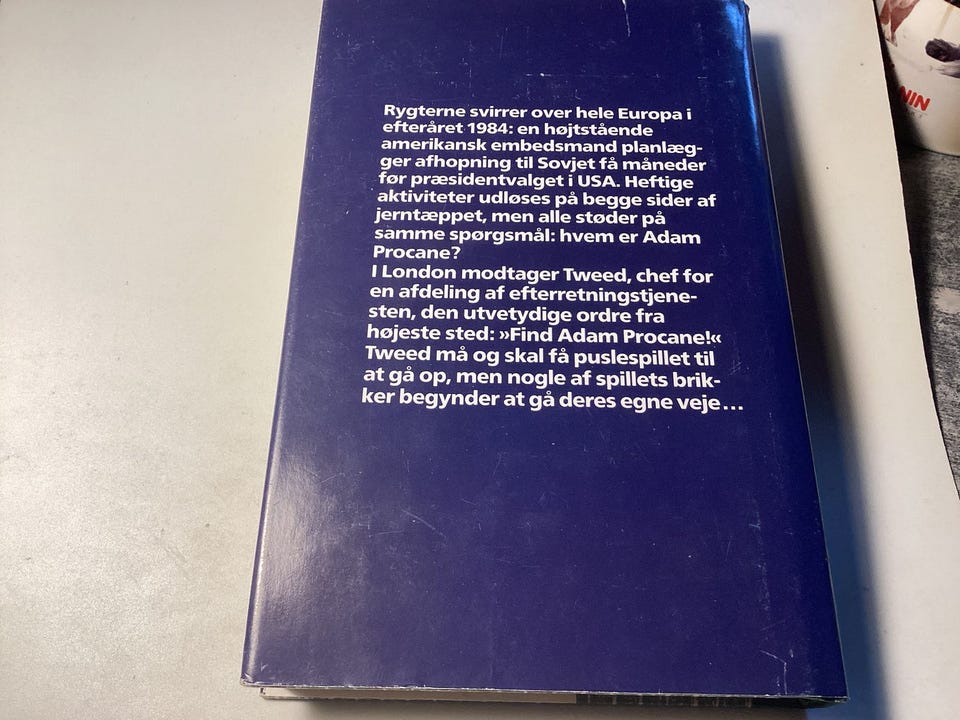 Rygterne svirrer over hele Europa i
efteråret 1984: en højtstående
amerikansk embedsmand planlæg-
ger afhopning til Sovjet få måneder
før præsidentvalget i USA. Heftige
aktiviteter udløses på begge sider af
jerntæppet, men alle støder på
samme spørgsmål: hvem er Adam
Procane?
I London modtager Tweed, chef for
en afdeling af efterretningstjene-
sten, den utvetydige ordre fra
højeste sted: »Find Adam Procane!«
Tweed må og skal få puslespillet til
at gå op, men nogle af spillets brik-
ker begynder at gå deres egne veje...